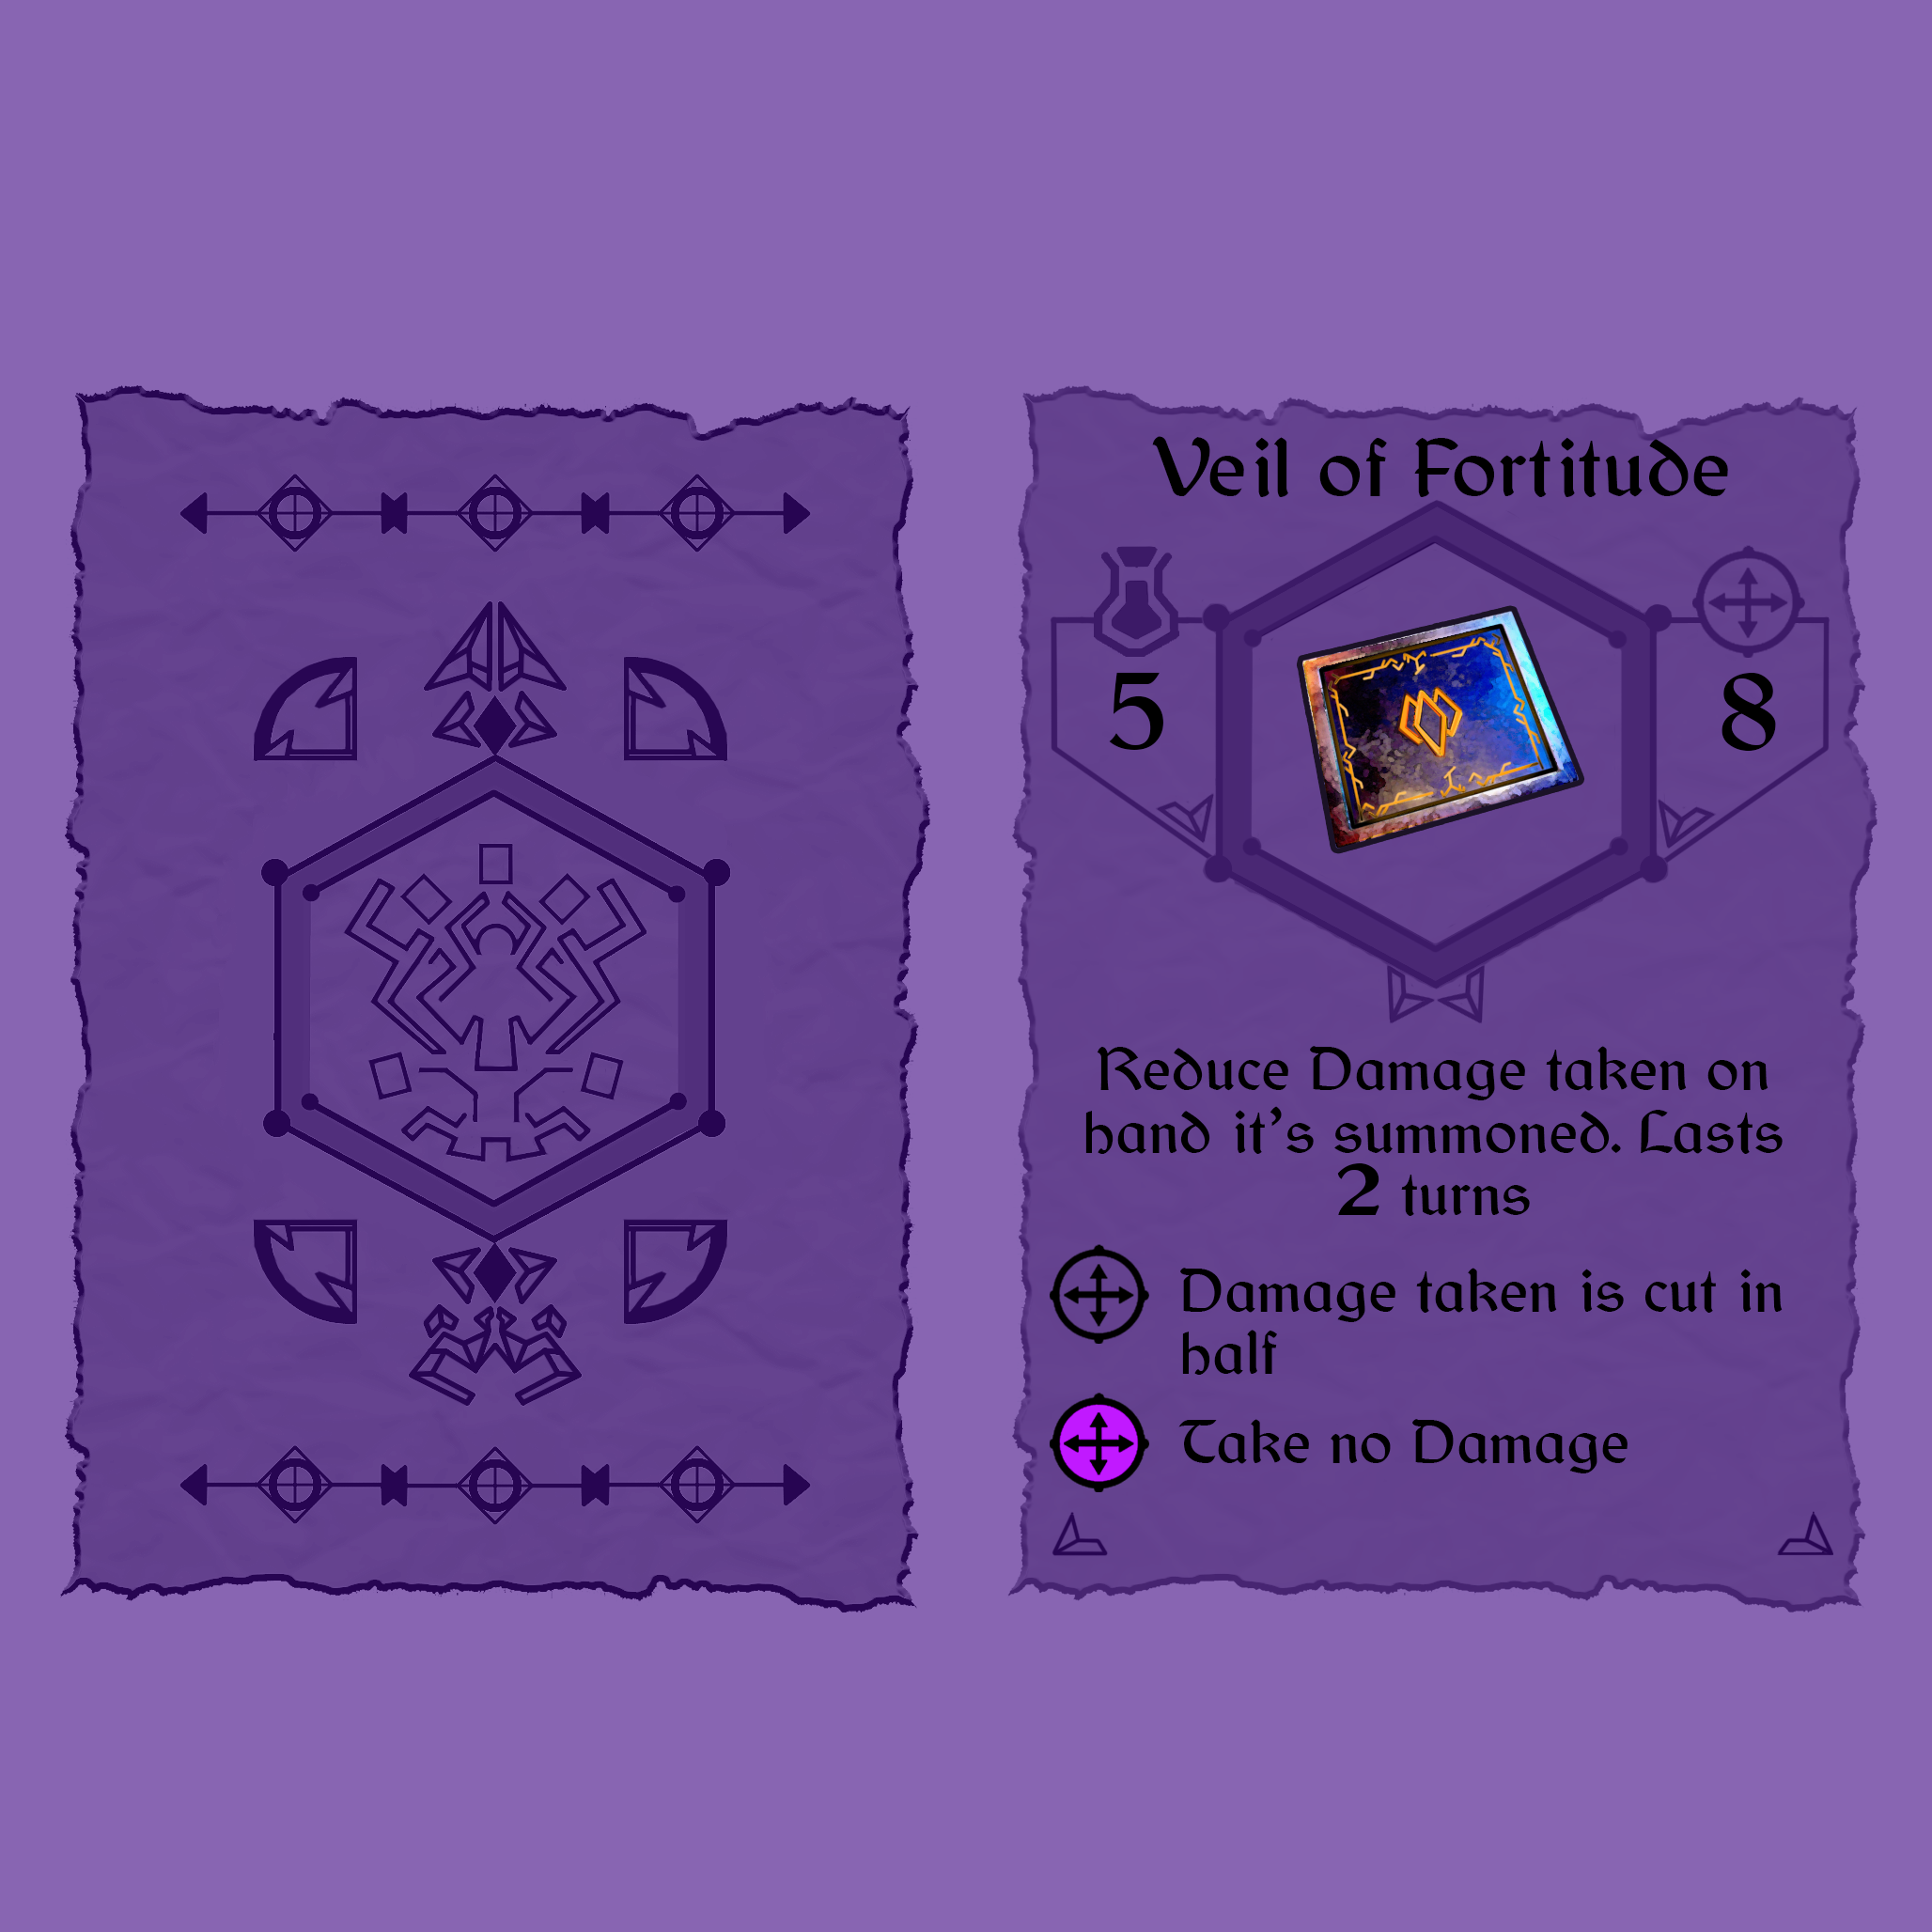 Veil of Fortitude
5
8
Reduce Damage taken on
hand it's summoned. Lasts
2 turns
Damage taken is cut in
half
Take no Damage